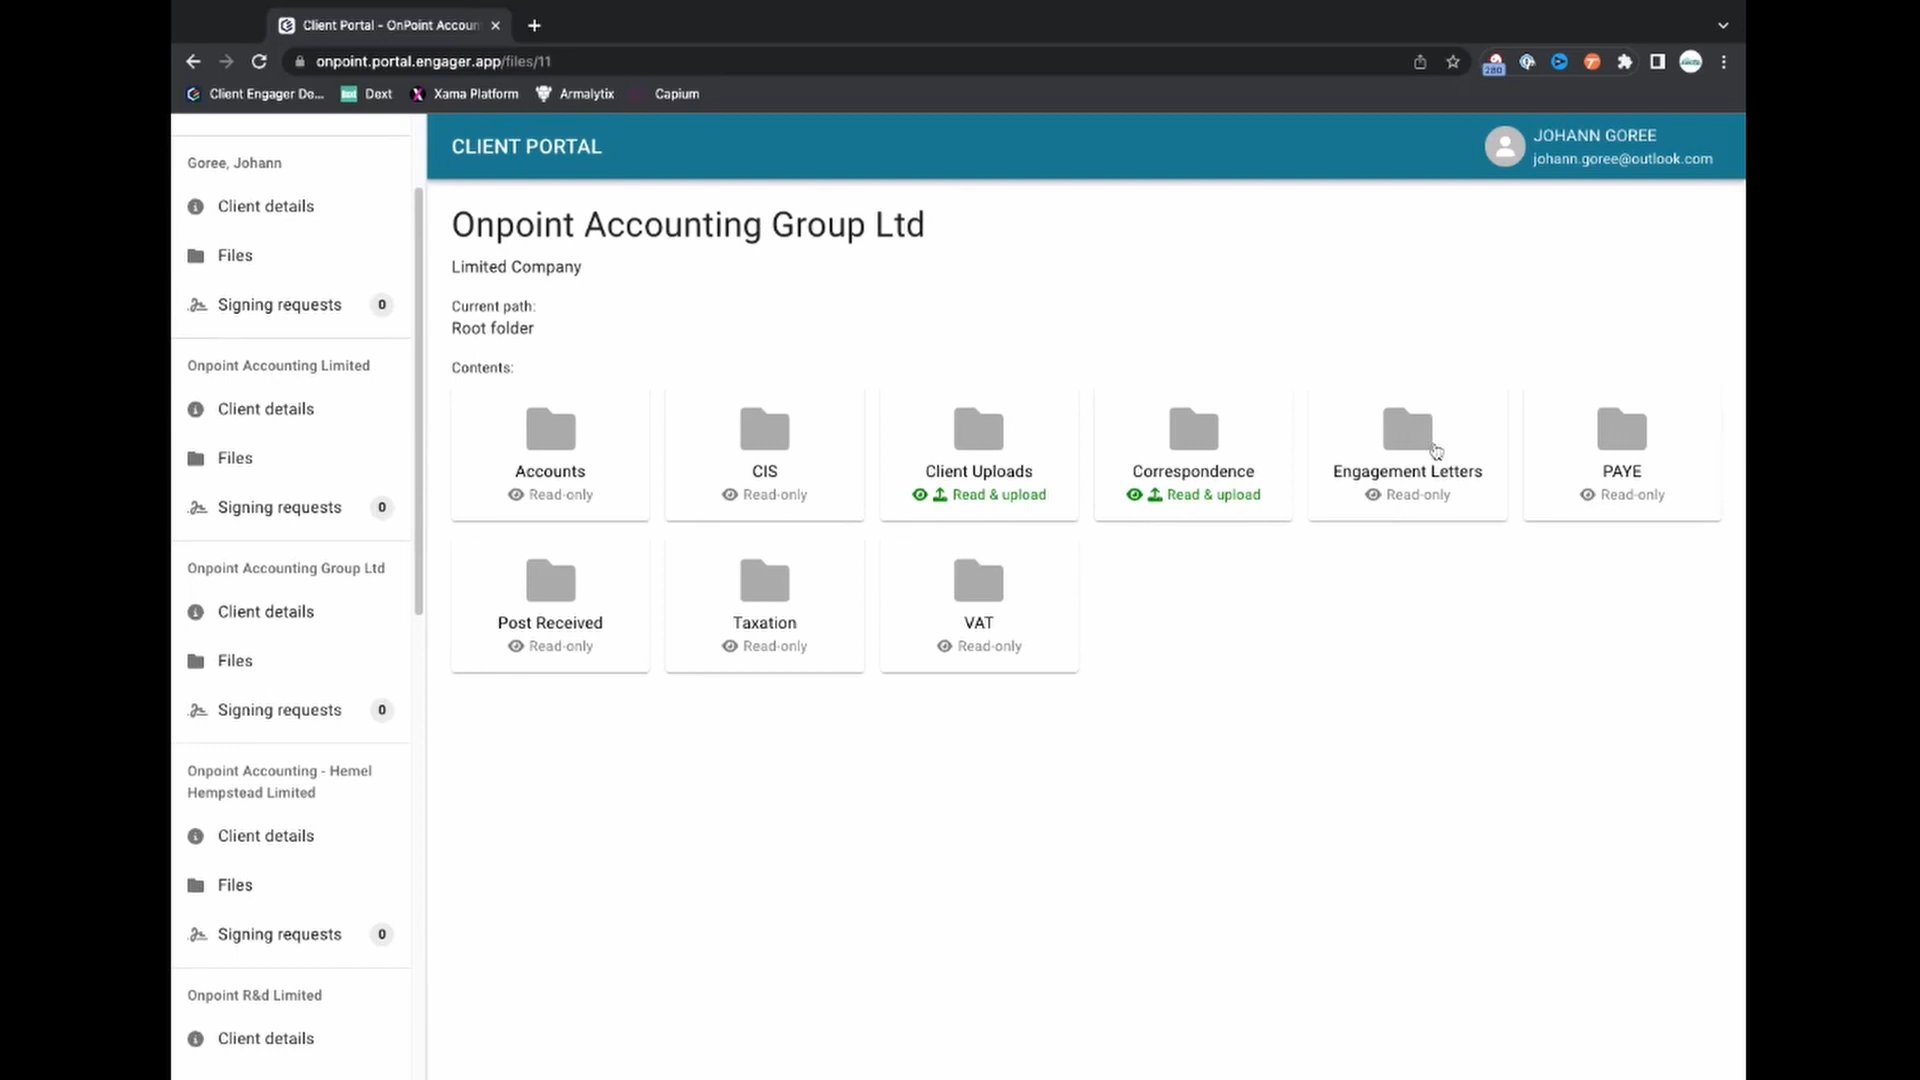 Client Portal - OnPoint Accoun
onpoint.portal.engager.app/files/11
280
Client Engager De...
Dext
Xama Platform
Armalytix
Capium
CLIENT PORTAL
JOHANN GOREE
johann.goree@outlook.com
Goree, Johann
Client details
Files
Signing requests 0
Onpoint Accounting Limited
Client details
Files
Signing requests 0
Onpoint Accounting Group Ltd
Client details
Files
Signing requests 0
Onpoint Accounting - Hemel
Hempstead Limited
Client details
Files
Signing requests 0
Onpoint R&d Limited
Client details
Onpoint Accounting Group Ltd
Limited Company
Current path:
Root folder
Contents:
Accounts
Read-only
CIS
Read-only
Client Uploads
Read & upload
Correspondence
Read & upload
Engagement Letters
Read-only
PAYE
Read-only
Post Received
Read-only
Taxation
Read-only
VAT
Read-only